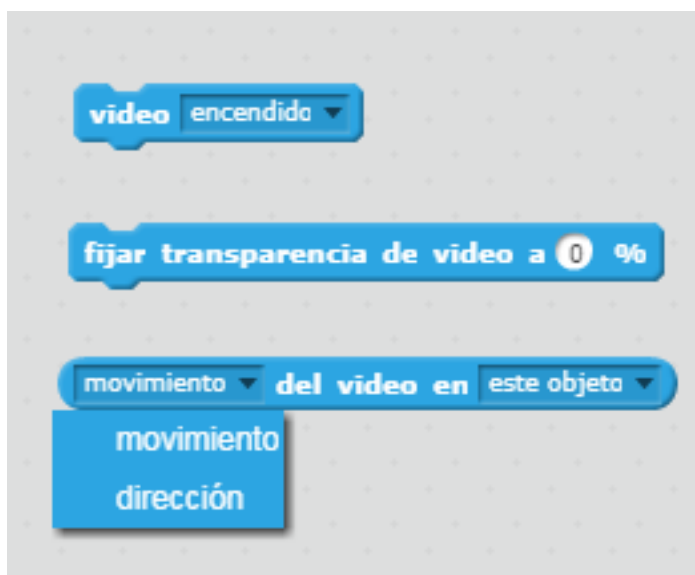 video encendido
fijar transparencia de video a 0 %
movimiento del video en este objeto
movimiento
dirección